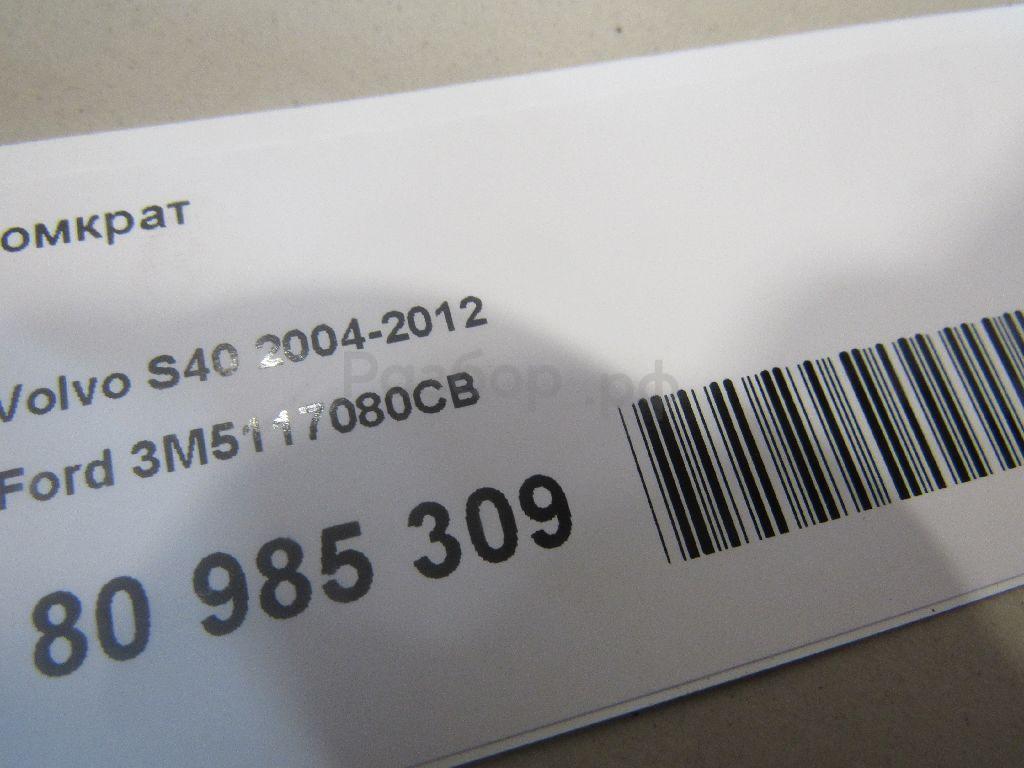 омкрат
Volvo S40 2004-2012
Ford 3M5117080CB
80 985 309
Разбор.рф